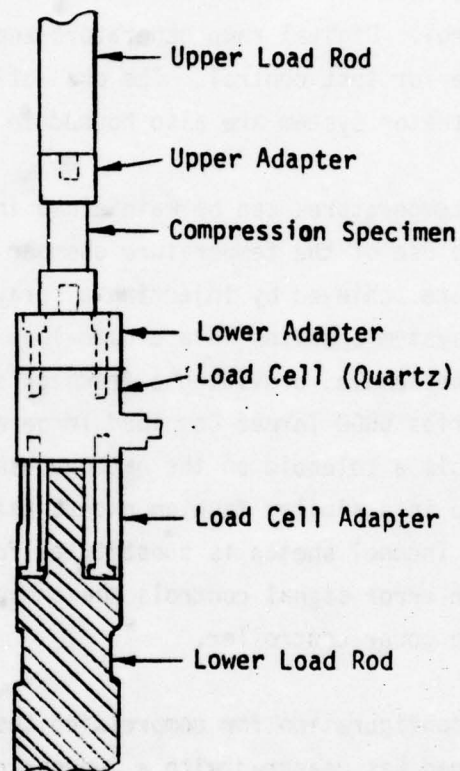 Upper Load Rod
Upper Adapter
Compression Specimen
Lower Adapter
Load Cell (Quartz)
Load Cell Adapter
Lower Load Rod